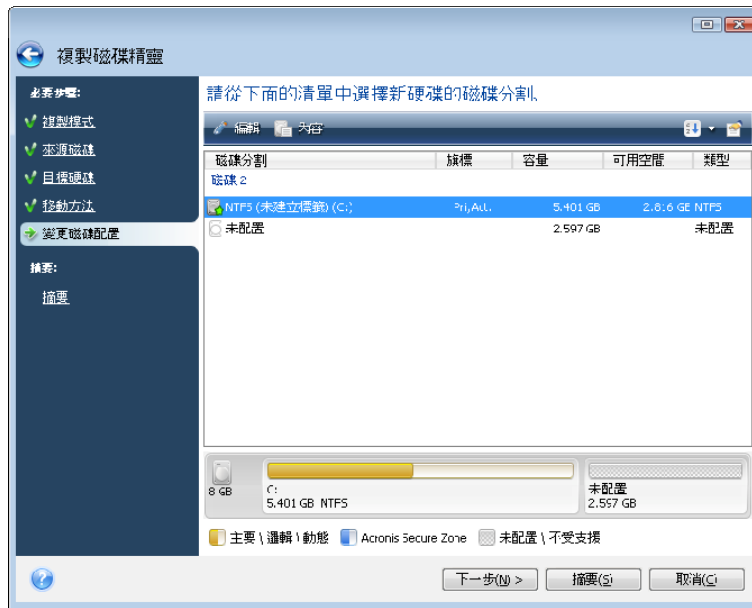 複製磁碟精靈
必要步驟:
複製模式
來源磁碟
目標硬碟
移動方法
變更磁碟配置
摘要:
摘要
請從下面的清單中選擇新硬碟的磁碟分割。
編輯 內容
磁碟分割 旗標 容量 可用空間 類型
磁碟 2
NTFS (未建立標籤) (C:) Pri,Act. 5.401 GB 2.816 GB NTFS
未配置 2.597 GB 未配置
8 GB
C:
5.401 GB NTFS
未配置
2.597 GB
主要 \ 邏輯 \ 動態 Acronis Secure Zone 未配置 \ 不受支援
下一步(N) > 摘要(S) 取消(C)